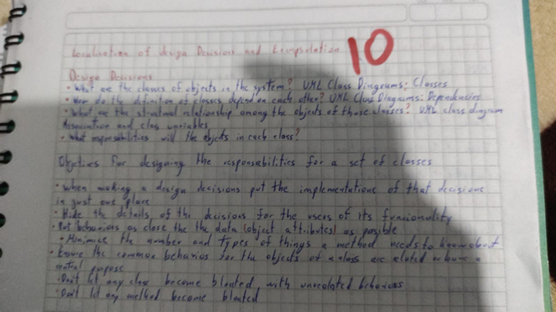 Localization of design Decisions and Encapsulation 10
Design Decisions
• What are the classes of objects in the system? UML Class Diagrams: Classes
• How do the definition of classes depend on each other? UML Class Diagrams: Dependencies
• What are the structural relationship among the objects of those classes? UML class diagram
Association and class variables
• What responsibilities will the objects in each class?
Objetives for designing the responsabilities for a set of classes
• When making a design decisions put the implementatione of that decisions
in just one place
• Hide the details of the decisions for the users of its funcionality
• Put behaviors as close the the data (object attributes) as possible
• Minimise the number and types of things a method needs to know about
• Ensure the common behavior for the objects of a class are related to have a
central purpose
• Don't let any class become bloated, with unrelated behaviors
• Don't let any method become bloated